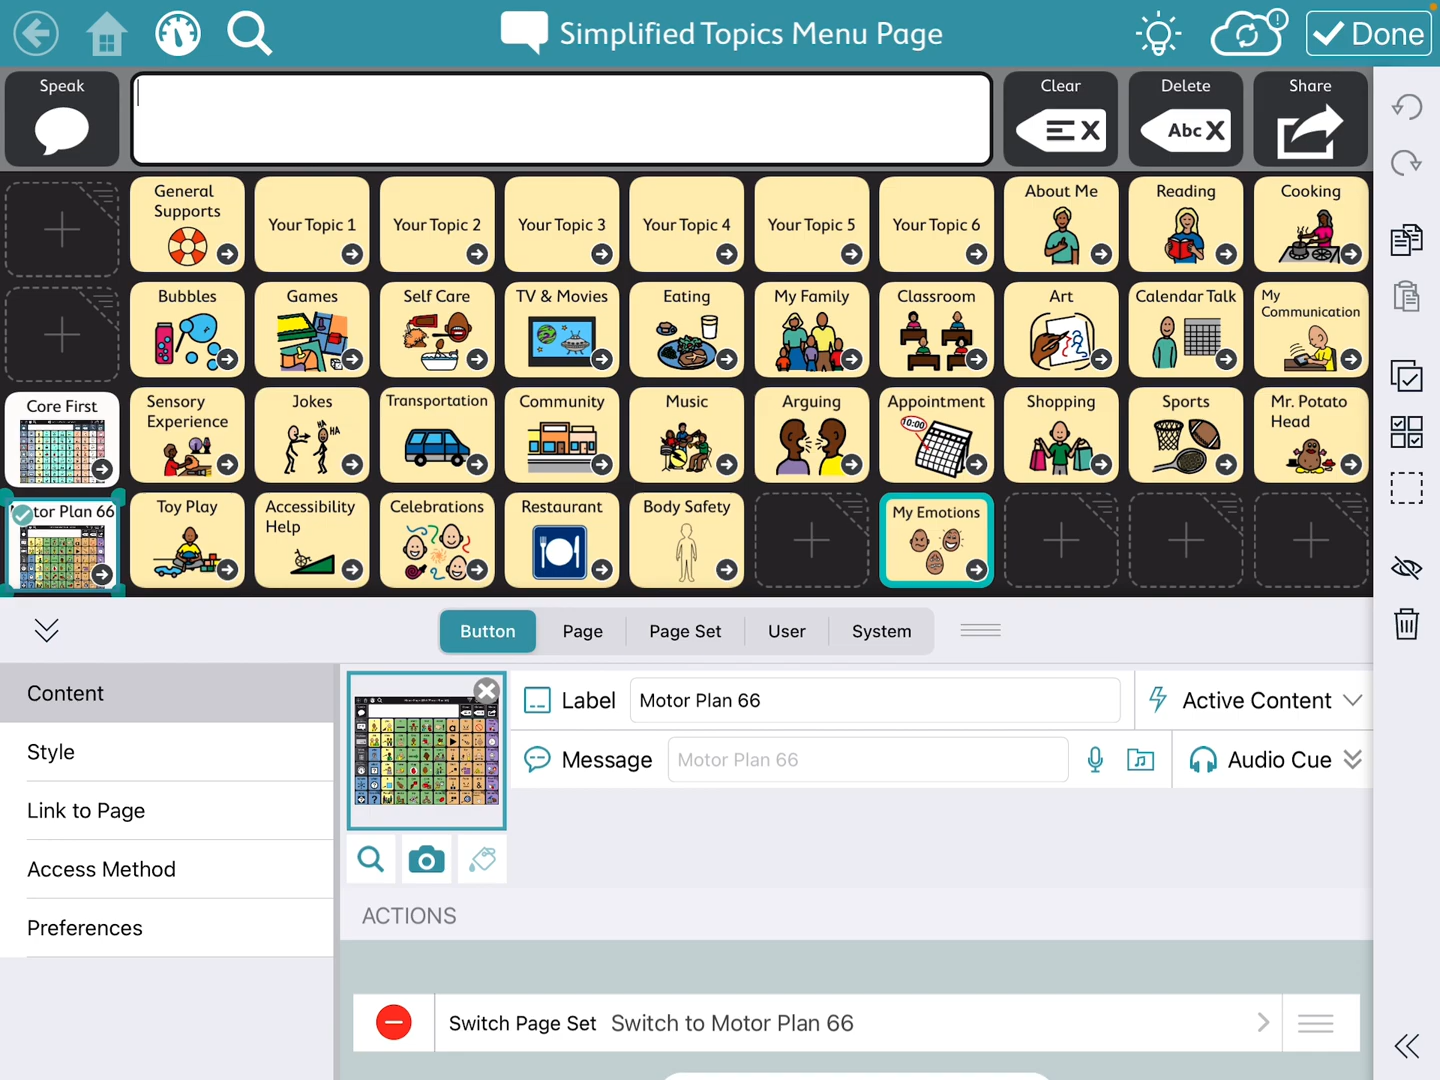 Simplified Topics Menu Page
Done
Speak
Clear
Delete
Share
Abc X
General
Supports
Your Topic 1
Your Topic 2
Your Topic 3
Your Topic 4
Your Topic 5
Your Topic 6
About Me
Reading
Cooking
Bubbles
Games
Self Care
TV & Movies
Eating
My Family
Classroom
Art
Calendar Talk
My
Communication
Core First
Sensory
Experience
Jokes
HA
HA
Transportation
Community
Music
Arguing
Appointment
10:00
Shopping
Sports
Mr. Potato
Head
tor Plan 66
Toy Play
Accessibility
Help
Celebrations
Restaurant
Body Safety
My Emotions
Button
Page
Page Set
User
System
Content
Style
Link to Page
Access Method
Preferences
Label
Motor Plan 66
Active Content
Message
Motor Plan 66
Audio Cue
ACTIONS
Switch Page Set Switch to Motor Plan 66